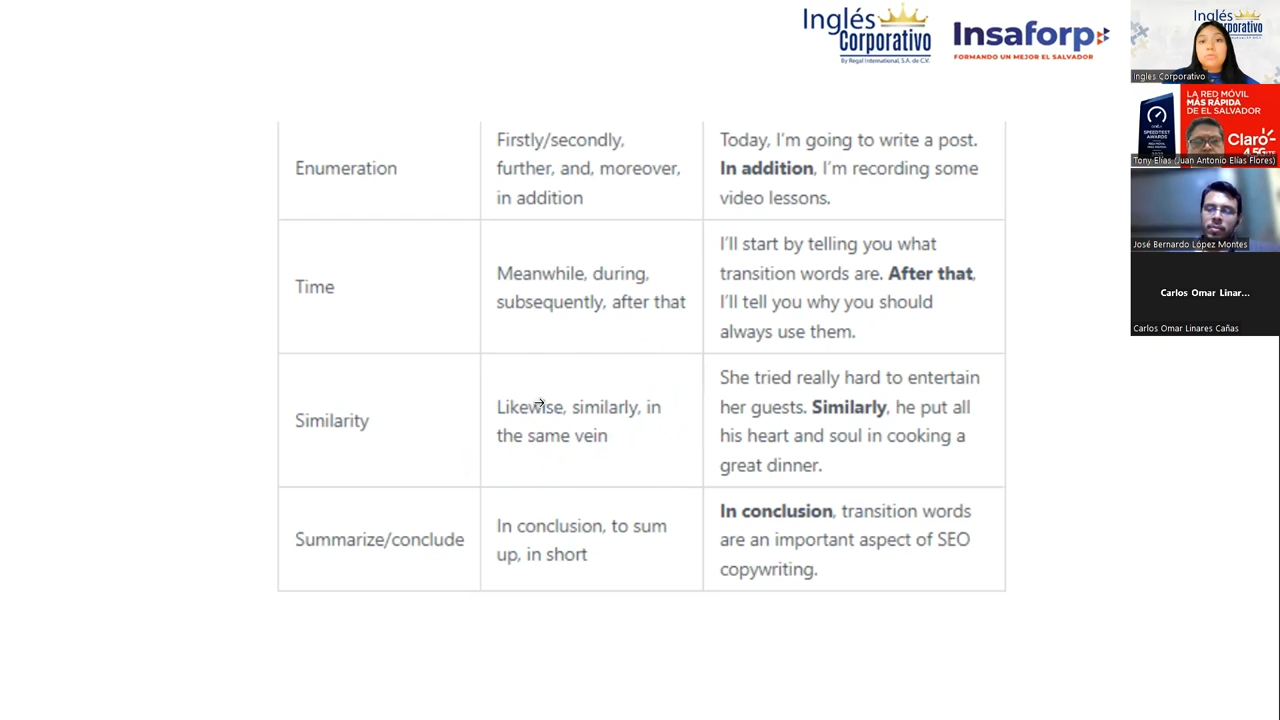 Inglés
Corporativo
By Regal International, S.A. de C.V.
Insaforp
FORMANDO UN MEJOR EL SALVADOR
Enumeration
Firstly/secondly,
further, and, moreover,
in addition
Today, I'm going to write a post.
In addition, I'm recording some
video lessons.
Time
Meanwhile, during,
subsequently, after that
I'll start by telling you what
transition words are. After that,
I'll tell you why you should
always use them.
Similarity
Likewise, similarly, in
the same vein
She tried really hard to entertain
her guests. Similarly, he put all
his heart and soul in cooking a
great dinner.
Summarize/conclude
In conclusion, to sum
up, in short
In conclusion, transition words
are an important aspect of SEO
copywriting.
Inglés
Corporativo
Ingles Corporativo
LA RED MÓVIL
MÁS RÁPIDA
DE EL SALVADOR
SPEEDTEST
AWARDS
Claro
4.5G
Tony Elías (Juan Antonio Elías Flores)
José Bernardo López Montes
Carlos Omar Linar...
Carlos Omar Linares Cañas